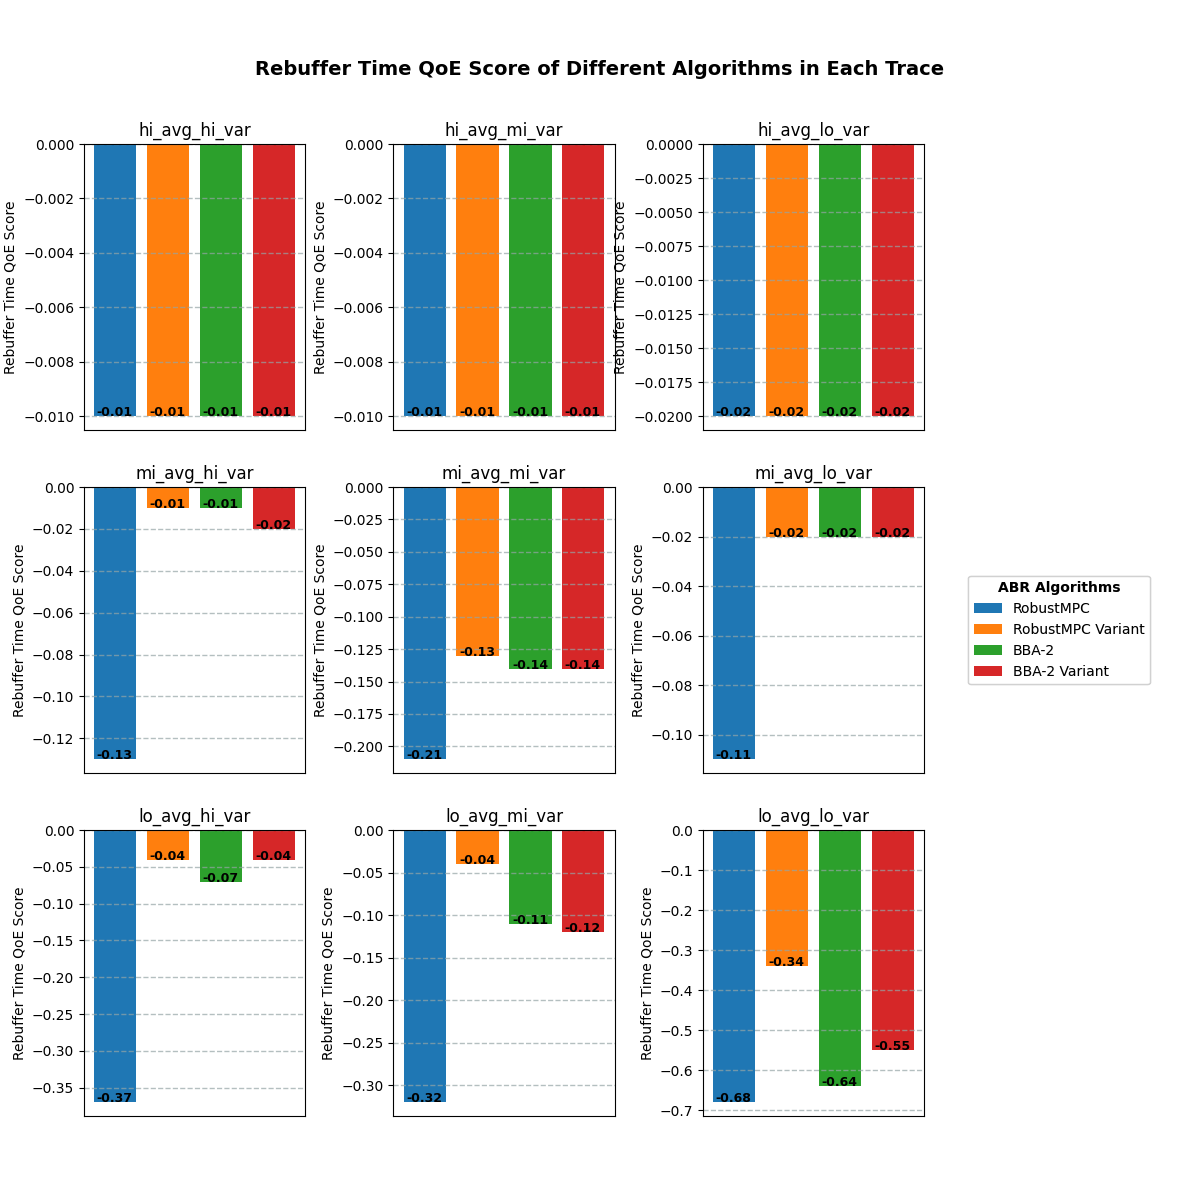 Rebuffer Time QoE Score of Different Algorithms in Each Trace
hi_avg_hi_var
Rebuffer Time QoE Score
0.000
−0.002
−0.004
−0.006
−0.008
−0.010
-0.01 -0.01 -0.01 -0.01
hi_avg_mi_var
Rebuffer Time QoE Score
0.000
−0.002
−0.004
−0.006
−0.008
−0.010
-0.01 -0.01 -0.01 -0.01
hi_avg_lo_var
Rebuffer Time QoE Score
0.0000
−0.0025
−0.0050
−0.0075
−0.0100
−0.0125
−0.0150
−0.0175
−0.0200
-0.02 -0.02 -0.02 -0.02
mi_avg_hi_var
Rebuffer Time QoE Score
0.00
−0.02
−0.04
−0.06
−0.08
−0.10
−0.12
-0.13 -0.01 -0.01 -0.02
mi_avg_mi_var
Rebuffer Time QoE Score
0.000
−0.025
−0.050
−0.075
−0.100
−0.125
−0.150
−0.175
−0.200
-0.21 -0.13 -0.14 -0.14
mi_avg_lo_var
Rebuffer Time QoE Score
0.00
−0.02
−0.04
−0.06
−0.08
−0.10
-0.11 -0.02 -0.02 -0.02
ABR Algorithms
RobustMPC
RobustMPC Variant
BBA-2
BBA-2 Variant
lo_avg_hi_var
Rebuffer Time QoE Score
0.00
−0.05
−0.10
−0.15
−0.20
−0.25
−0.30
−0.35
-0.37 -0.04 -0.07 -0.04
lo_avg_mi_var
Rebuffer Time QoE Score
0.00
−0.05
−0.10
−0.15
−0.20
−0.25
−0.30
-0.32 -0.04 -0.11 -0.12
lo_avg_lo_var
Rebuffer Time QoE Score
0.0
−0.1
−0.2
−0.3
−0.4
−0.5
−0.6
−0.7
-0.68 -0.34 -0.64 -0.55